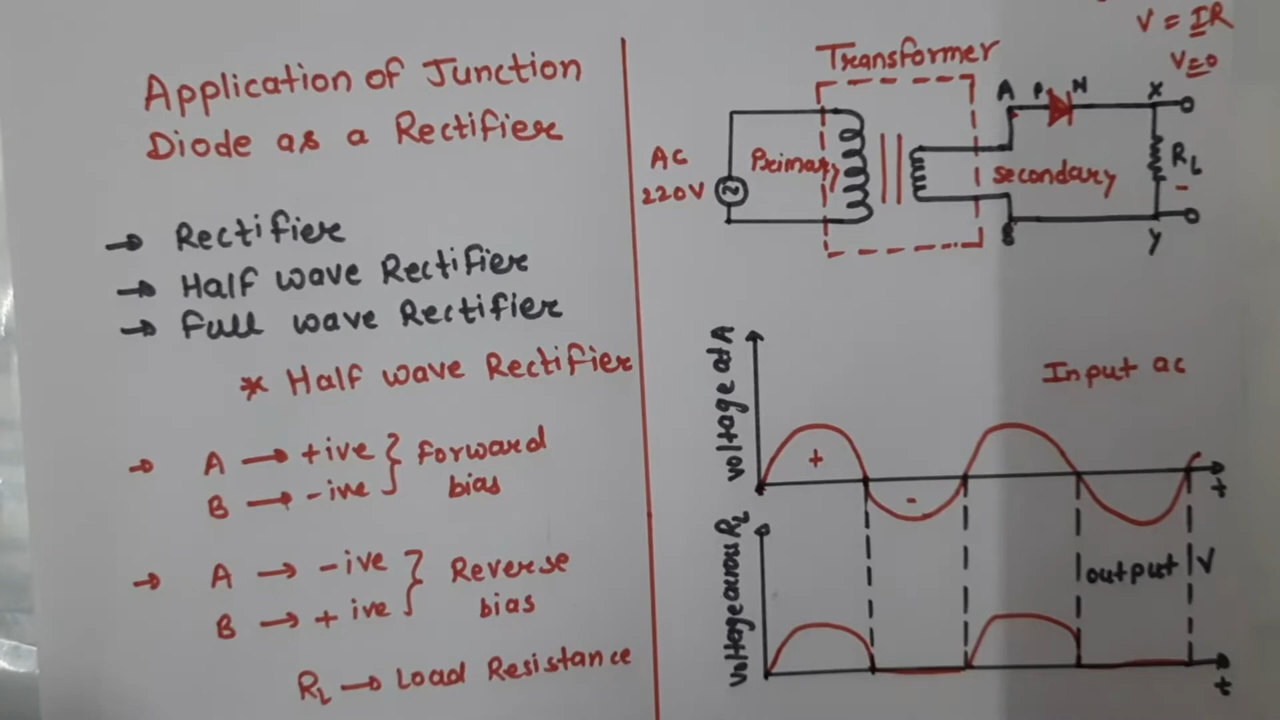 Application of Junction
Diode as a Rectifier
→ Rectifier
→ Half wave Rectifier
→ Full wave Rectifier
* Half wave Rectifier
→ A → +ive } Forward
B → -ive bias
→ A → -ive } Reverse
B → + ive bias
RL → Load Resistance
V = IR
V=0
Transformer
A P N X
AC
220V
Primary
secondary
RL
B
Y
Input ac
voltage at A
+
-
t
voltage across RL
output V
t